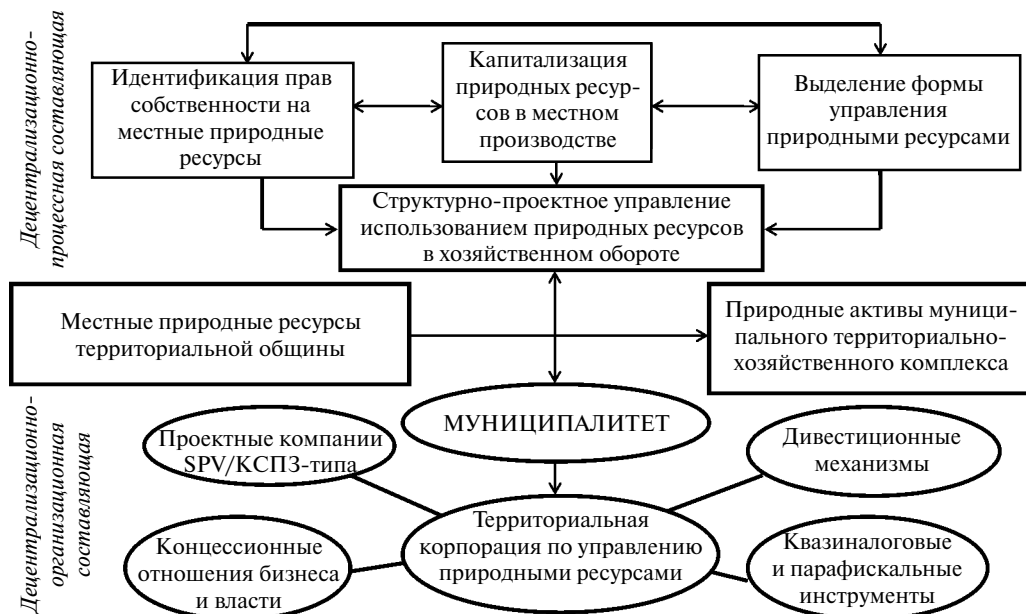 Децентрализационно-
процессная составляющая
Идентификация прав
собственности на
местные природные
ресурсы
Капитализация
природных ресур-
сов в местном
производстве
Выделение формы
управления
природными ресурсами
Структурно-проектное управление
использованием природных ресурсов
в хозяйственном обороте
Местные природные ресурсы
территориальной общины
Природные активы муници-
пального территориально-
хозяйственного комплекса
Децентрализационно-
организационная
составляющая
МУНИЦИПАЛИТЕТ
Проектные компании
SPV/КСПЗ-типа
Дивестиционные
механизмы
Территориальная
корпорация по управлению
природными ресурсами
Концессионные
отношения бизнеса
и власти
Квазиналоговые
и парафискальные
инструменты